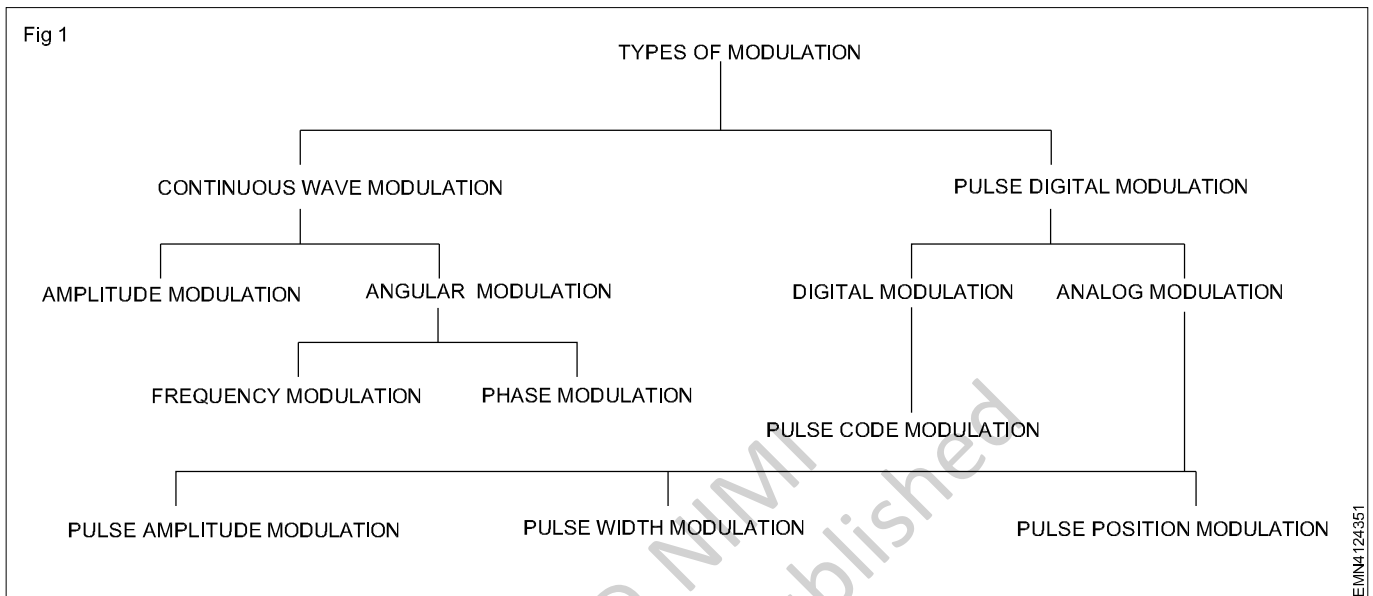 Fig 1
TYPES OF MODULATION
CONTINUOUS WAVE MODULATION
PULSE DIGITAL MODULATION
AMPLITUDE MODULATION
ANGULAR MODULATION
DIGITAL MODULATION
ANALOG MODULATION
FREQUENCY MODULATION
PHASE MODULATION
PULSE CODE MODULATION
PULSE AMPLITUDE MODULATION
PULSE WIDTH MODULATION
PULSE POSITION MODULATION
EMN4124351
NIMI